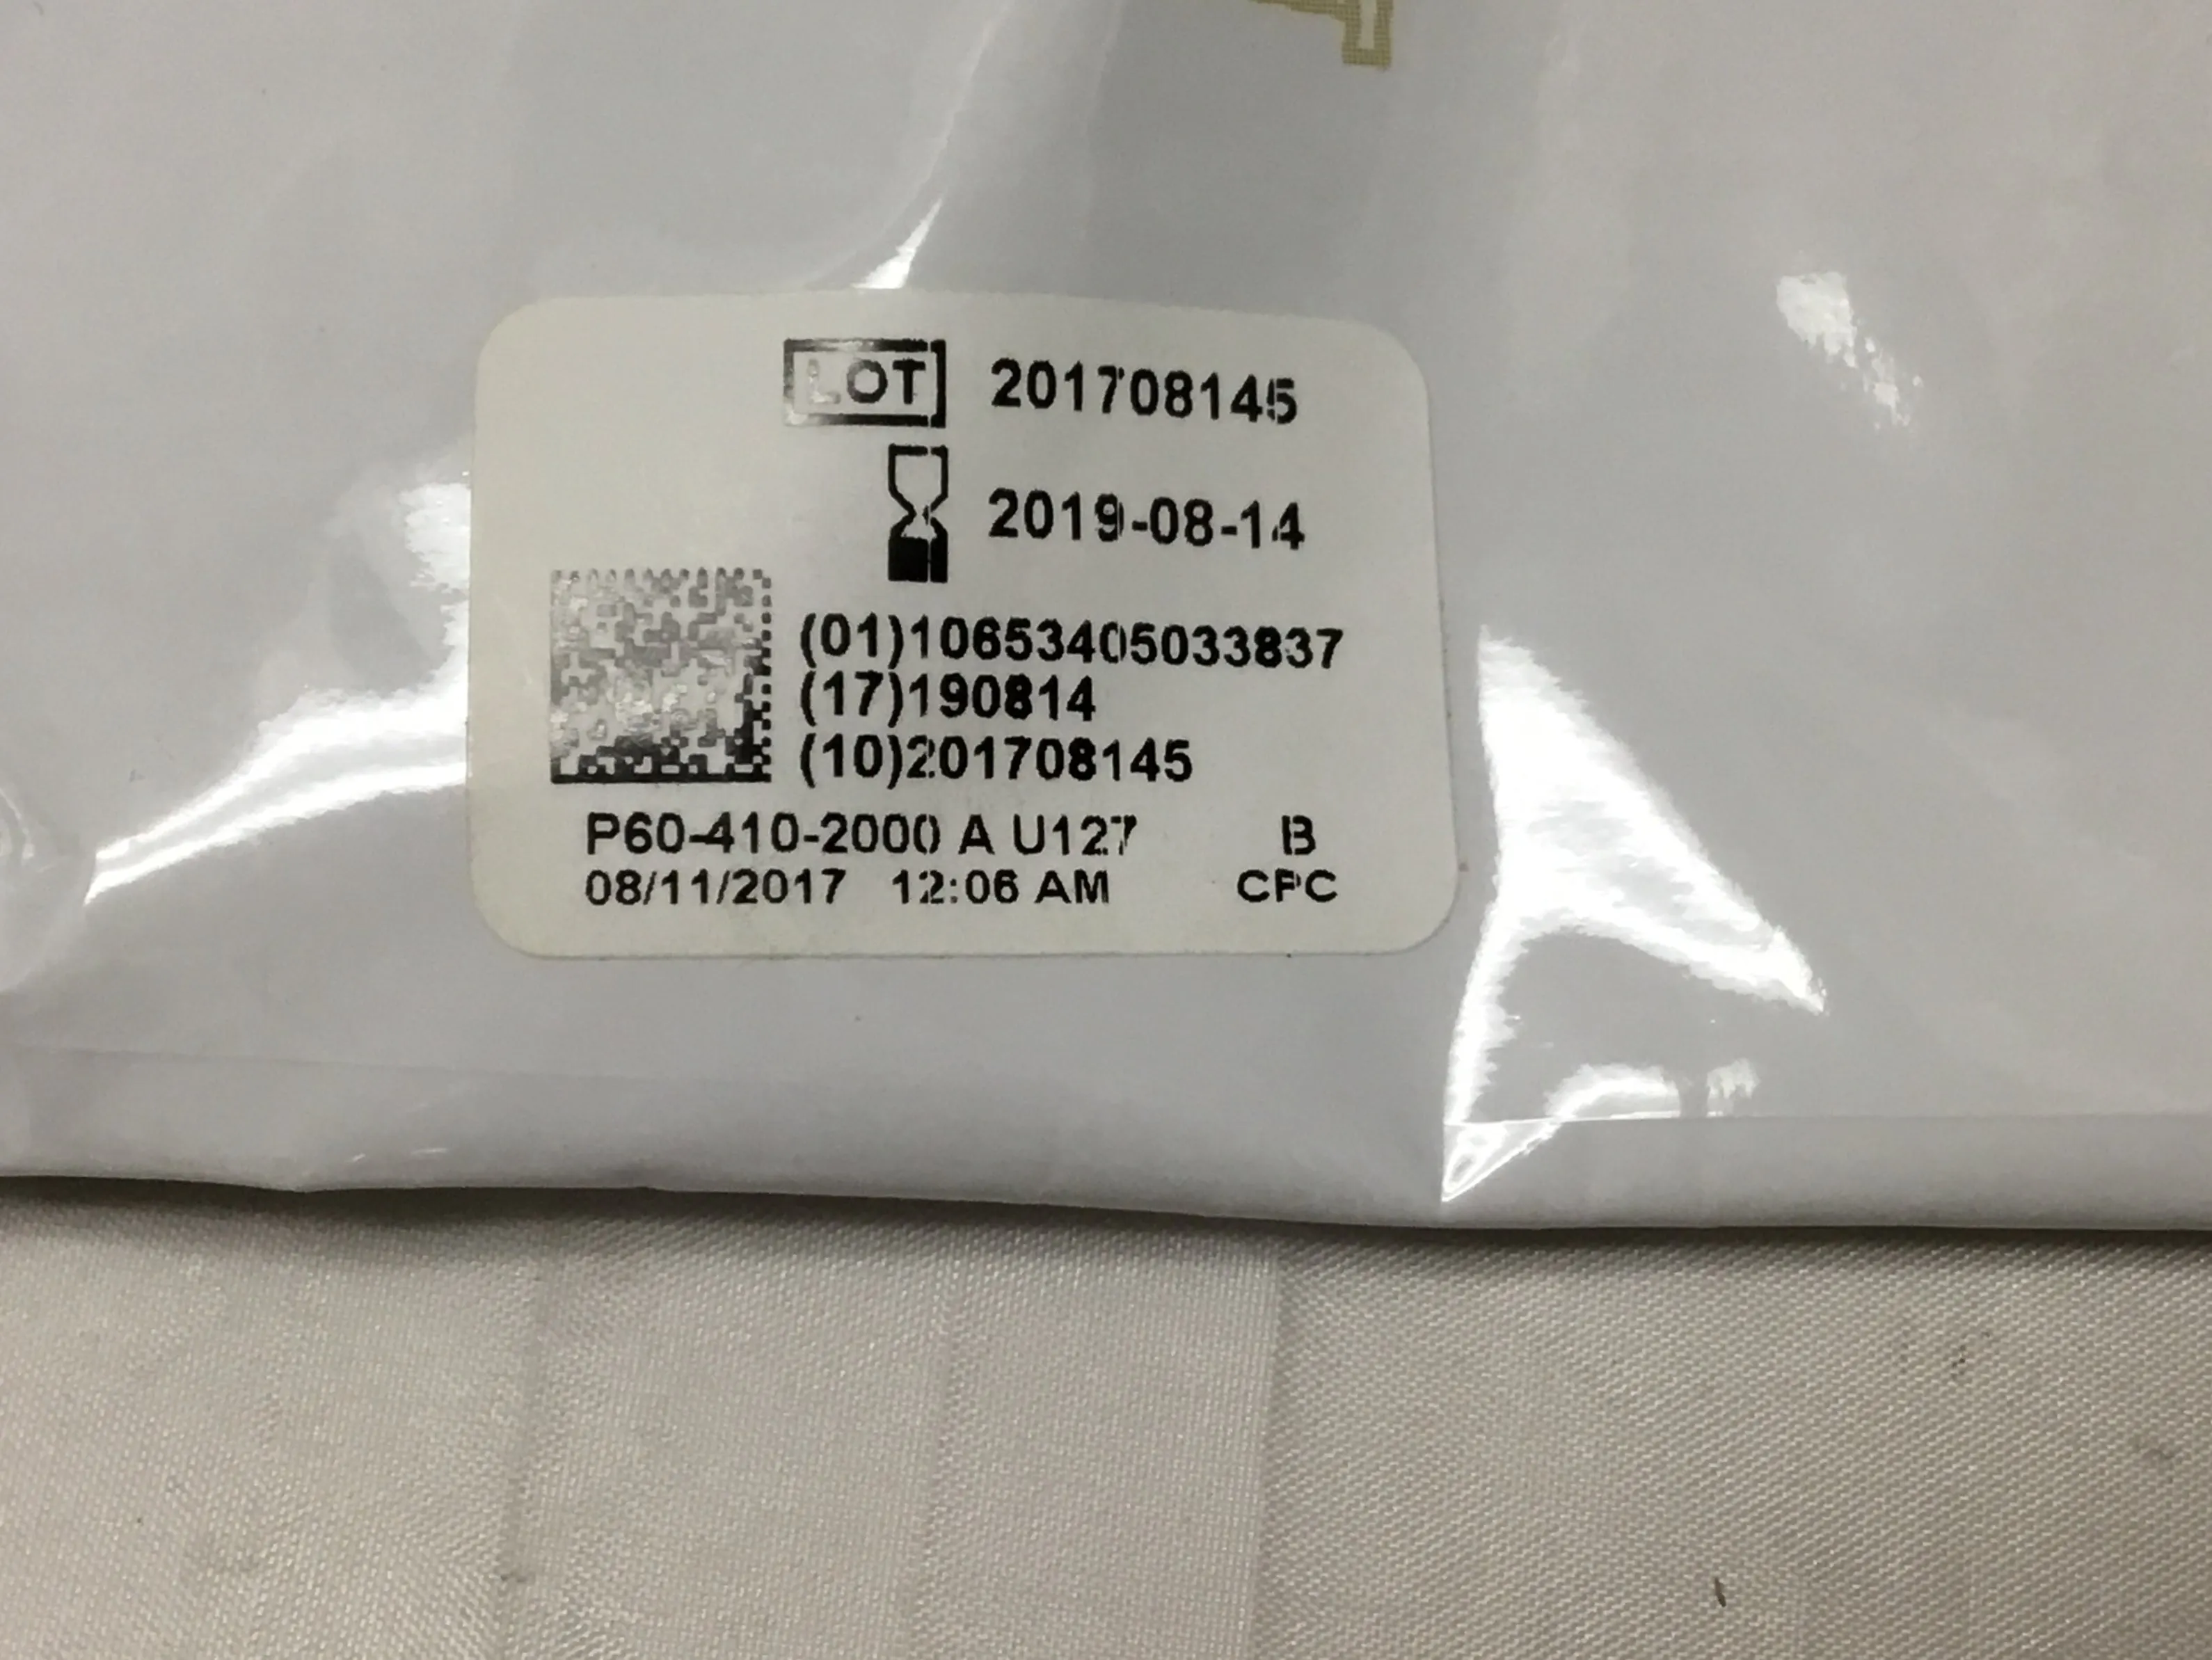 LOT 201708145
2019-08-14
(01)10653405033837
(17)190814
(10)201708145
P60-410-2000 A U127 B
08/11/2017 12:06 AM CPC